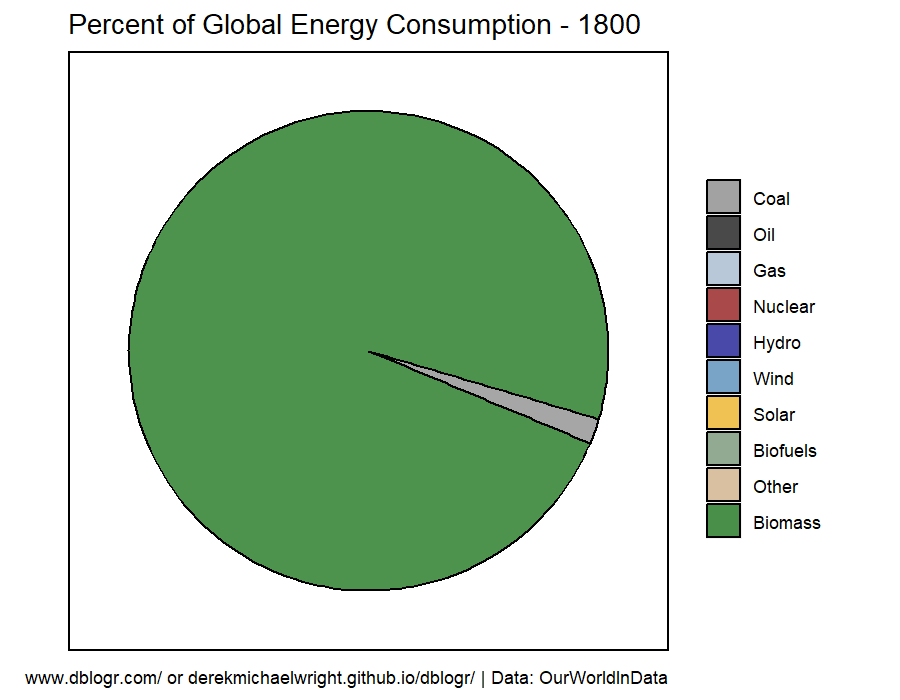 Percent of Global Energy Consumption - 1800
Coal
Oil
Gas
Nuclear
Hydro
Wind
Solar
Biofuels
Other
Biomass
www.dblogr.com/ or derekmichaelwright.github.io/dblogr/ | Data: OurWorldInData